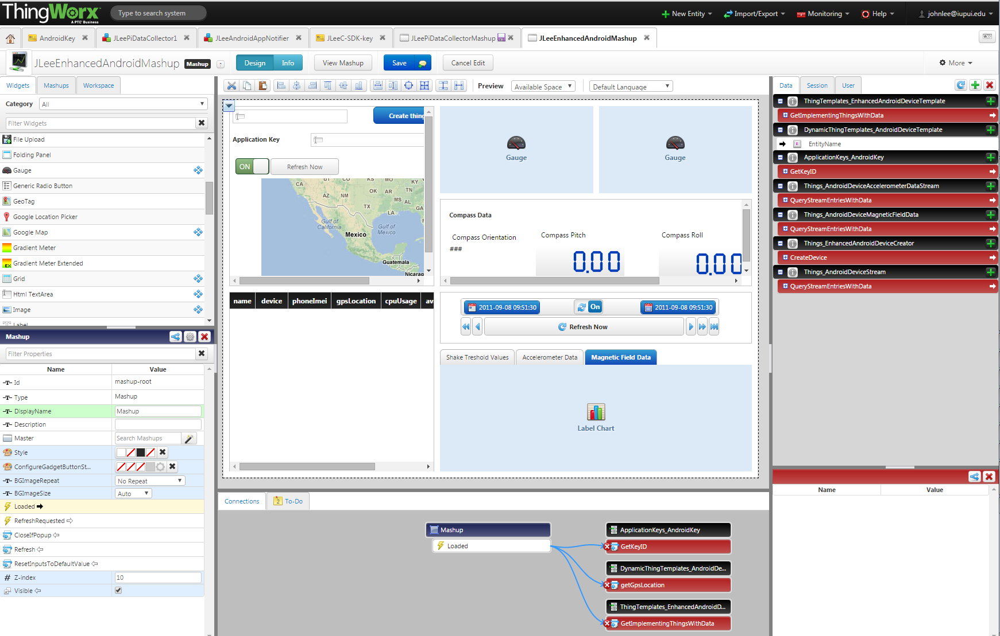 ThingWorx
A PTC Business
Type to search system
New Entity
Import/Export
Monitoring
Help
johnlee@iupui.edu
AndroidKey
JLeePiDataCollector1
JLeeAndroidAppNotifier
JLeeC-SDK-key
JLeePiDataCollectorMashup
JLeeEnhancedAndroidMashup
JLeeEnhancedAndroidMashup
Mashup
?
Design
Info
View Mashup
Save
Cancel Edit
More
Widgets
Mashups
Workspace
Category
All
Filter Widgets
File Upload
Folding Panel
Gauge
Generic Radio Button
GeoTag
Google Location Picker
Google Map
Gradient Meter
EX
Gradient Meter Extended
Grid
Html TextArea
Image
Label
Mashup
Filter Properties
Name Value
Id mashup-root
Type Mashup
DisplayName Mashup
Description
Master Search Mashups
Style
ConfigureGadgetButtonSt...
BGImageRepeat No Repeat
BGImageSize Auto
Loaded
RefreshRequested
CloseIfPopup
Refresh
ResetInputsToDefaultValue
Z-index 10
Visible
Preview
Available Space
Default Language
Create thing
Application Key
ON
Refresh Now
CA
UT
CO
KS
MO
KY
AZ
NM
OK
AR
TN
TX
MS
AL
GA
LA
Gulf of
California
Gulf of
Mexico
Mexico
Guatemala
Nicarag
name device phoneImei gpsLocation cpuUsage av
Gauge
Gauge
Compass Data
Compass Orientation
###
Compass Pitch
0.00
Compass Roll
0.00
2011-09-08 09:51:30
On
2011-09-08 09:51:30
Refresh Now
Shake Treshold Values
Accelerometer Data
Magnetic Field Data
Label Chart
Connections
2 To-Do
Mashup
Loaded
ApplicationKeys_AndroidKey
GetKeyID
DynamicThingTemplates_AndroidDe...
getGpsLocation
ThingTemplates_EnhancedAndroidD...
GetImplementingThingsWithData
Data
Session
User
ThingTemplates_EnhancedAndroidDeviceTemplate
GetImplementingThingsWithData
DynamicThingTemplates_AndroidDeviceTemplate
E EntityName
ApplicationKeys_AndroidKey
GetKeyID
Things_AndroidDeviceAccelerometerDataStream
QueryStreamEntriesWithData
Things_AndroidDeviceMagneticFieldData
QueryStreamEntriesWithData
Things_EnhancedAndroidDeviceCreator
CreateDevice
Things_AndroidDeviceStream
QueryStreamEntriesWithData
Name Value